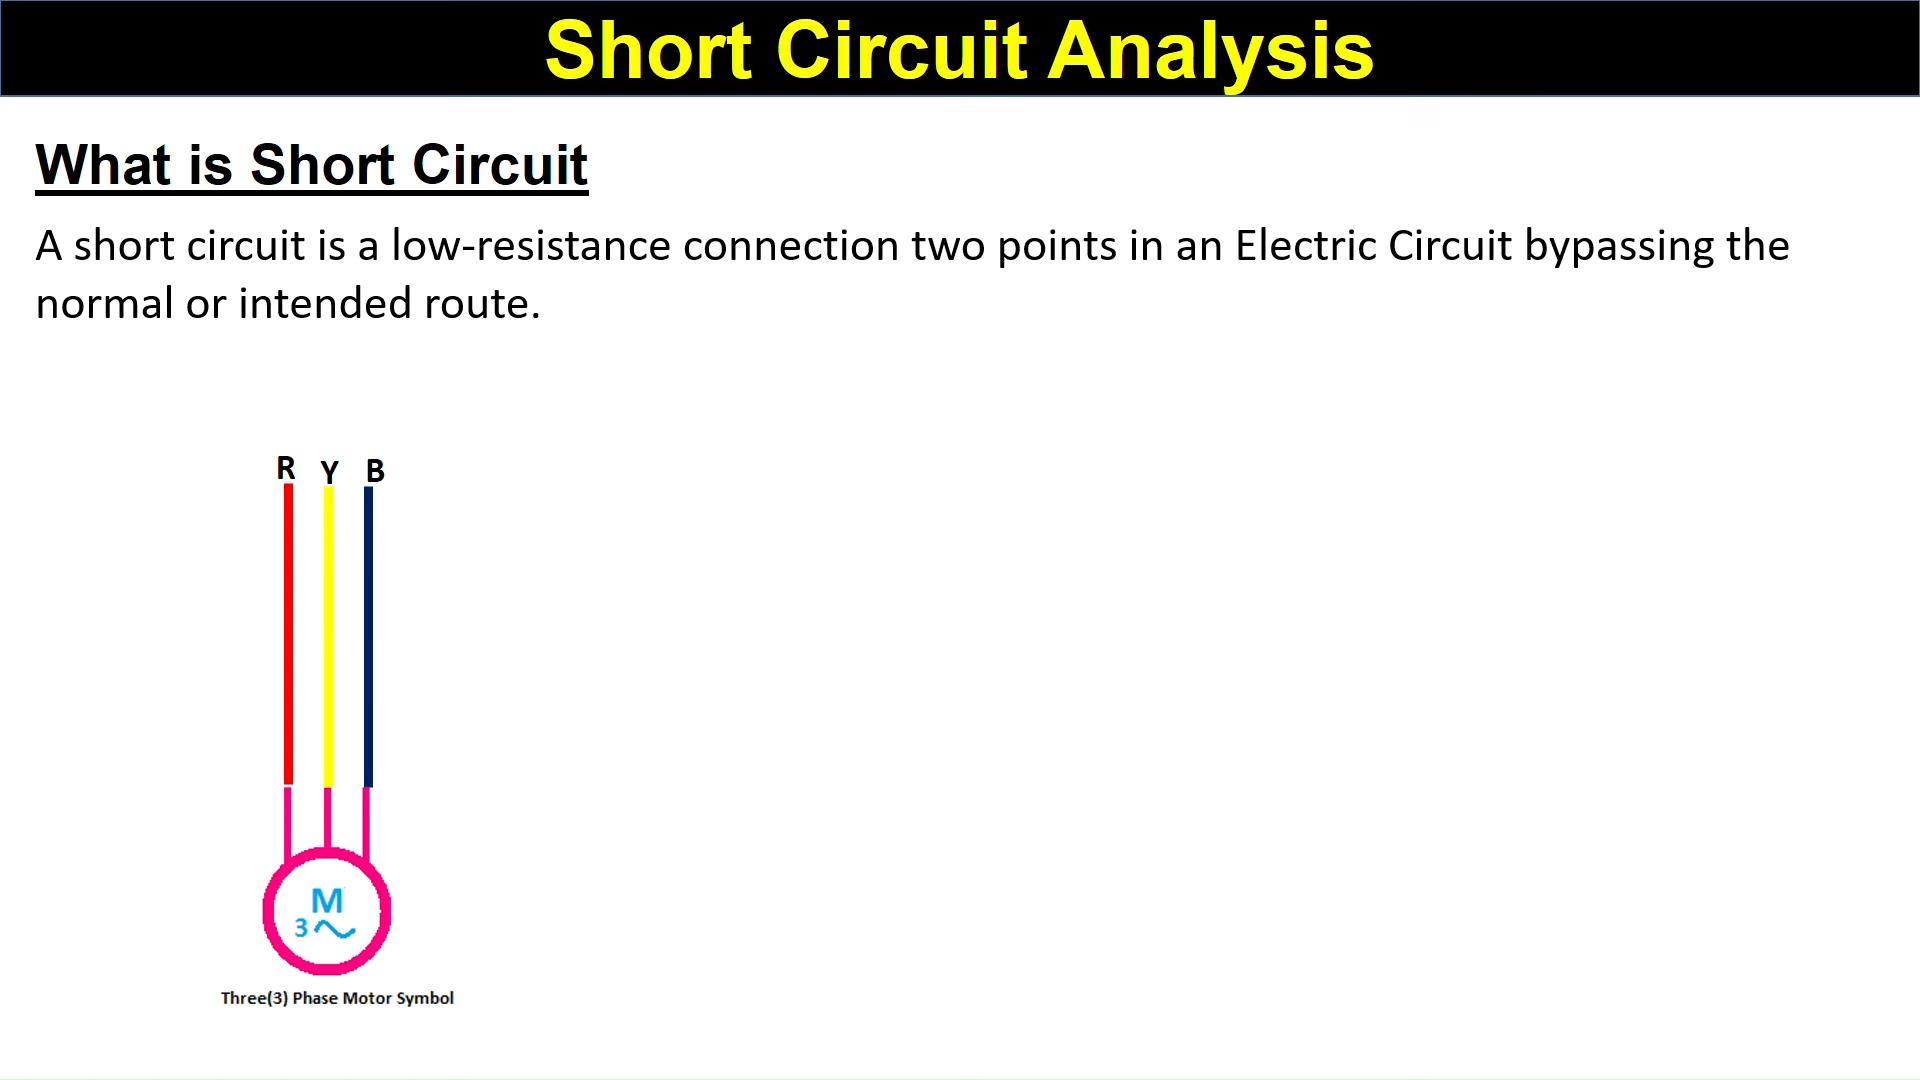 Short Circuit Analysis
What is Short Circuit
A short circuit is a low-resistance connection two points in an Electric Circuit bypassing the
normal or intended route.
R Y B
M
3
Three(3) Phase Motor Symbol